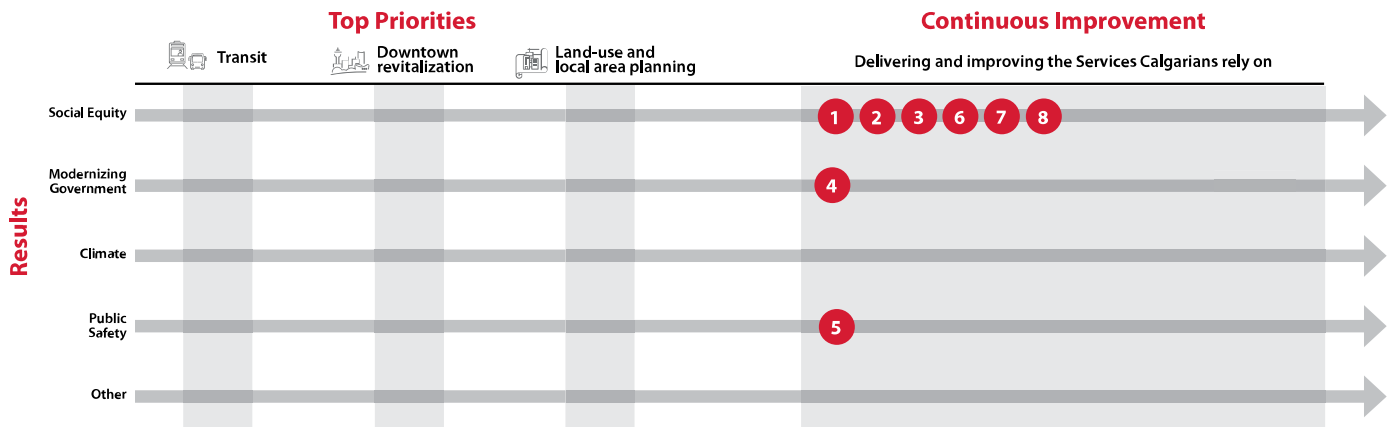 Top Priorities
Continuous Improvement
Transit
Downtown
revitalization
Land-use and
local area planning
Delivering and improving the Services Calgarians rely on
Results
Social Equity
1 2 3 6 7 8
Modernizing
Government
4
Climate
Public
Safety
5
Other